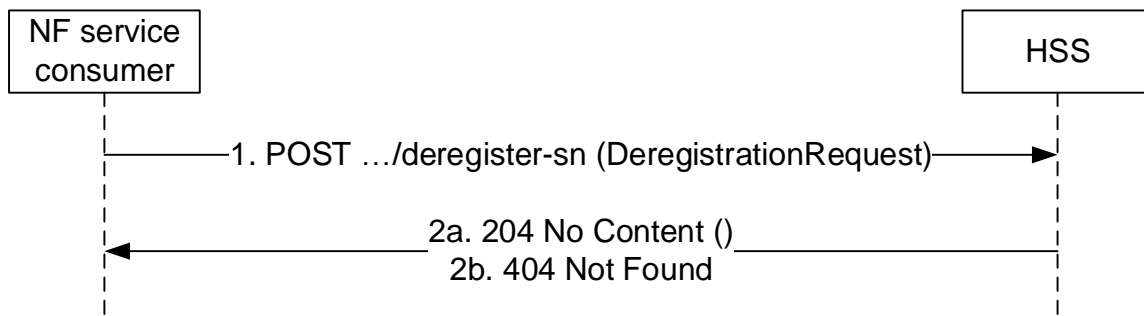 NF service
consumer
HSS
1. POST …/deregister-sn (DeregistrationRequest)
2a. 204 No Content ()
2b. 404 Not Found